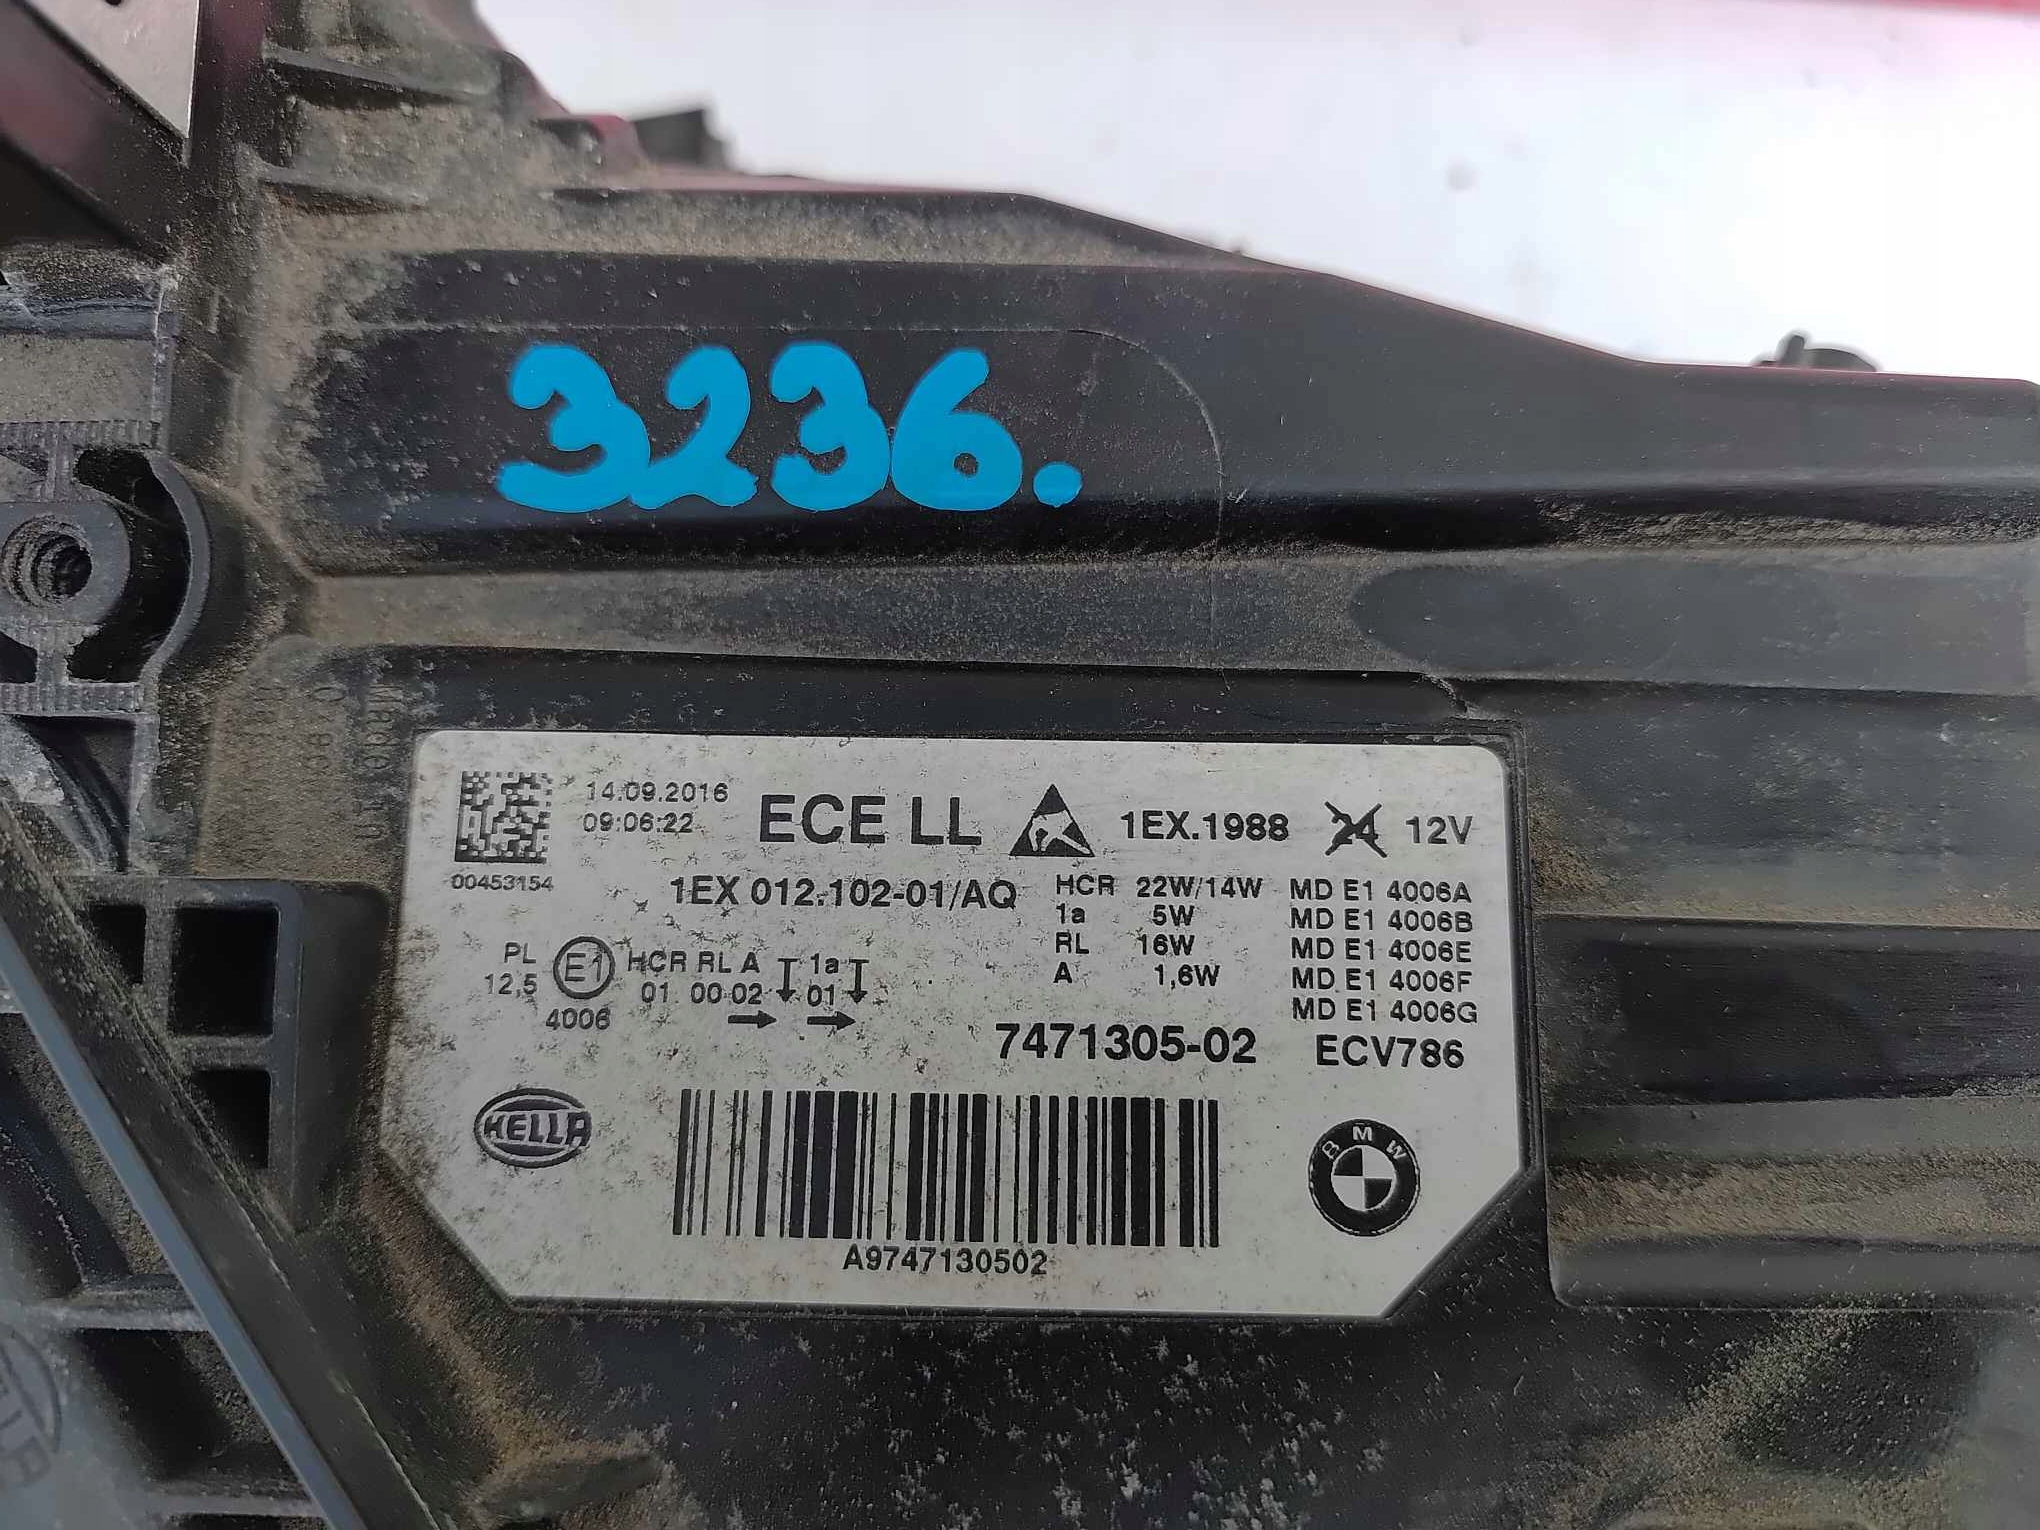 3236.
14.09.2016
09:06:22
00453154
ECE LL
1EX.1988
24 12V
1EX 012.102-01/AQ
HCR 22W/14W
1a 5W
RL 16W
A 1,6W
MD E1 4006A
MD E1 4006B
MD E1 4006E
MD E1 4006F
MD E1 4006G
PL
12,5
E1
4006
HCR RL A 1a
01 00 02 01
7471305-02 ECV786
HELLA
BMW
A9747130502